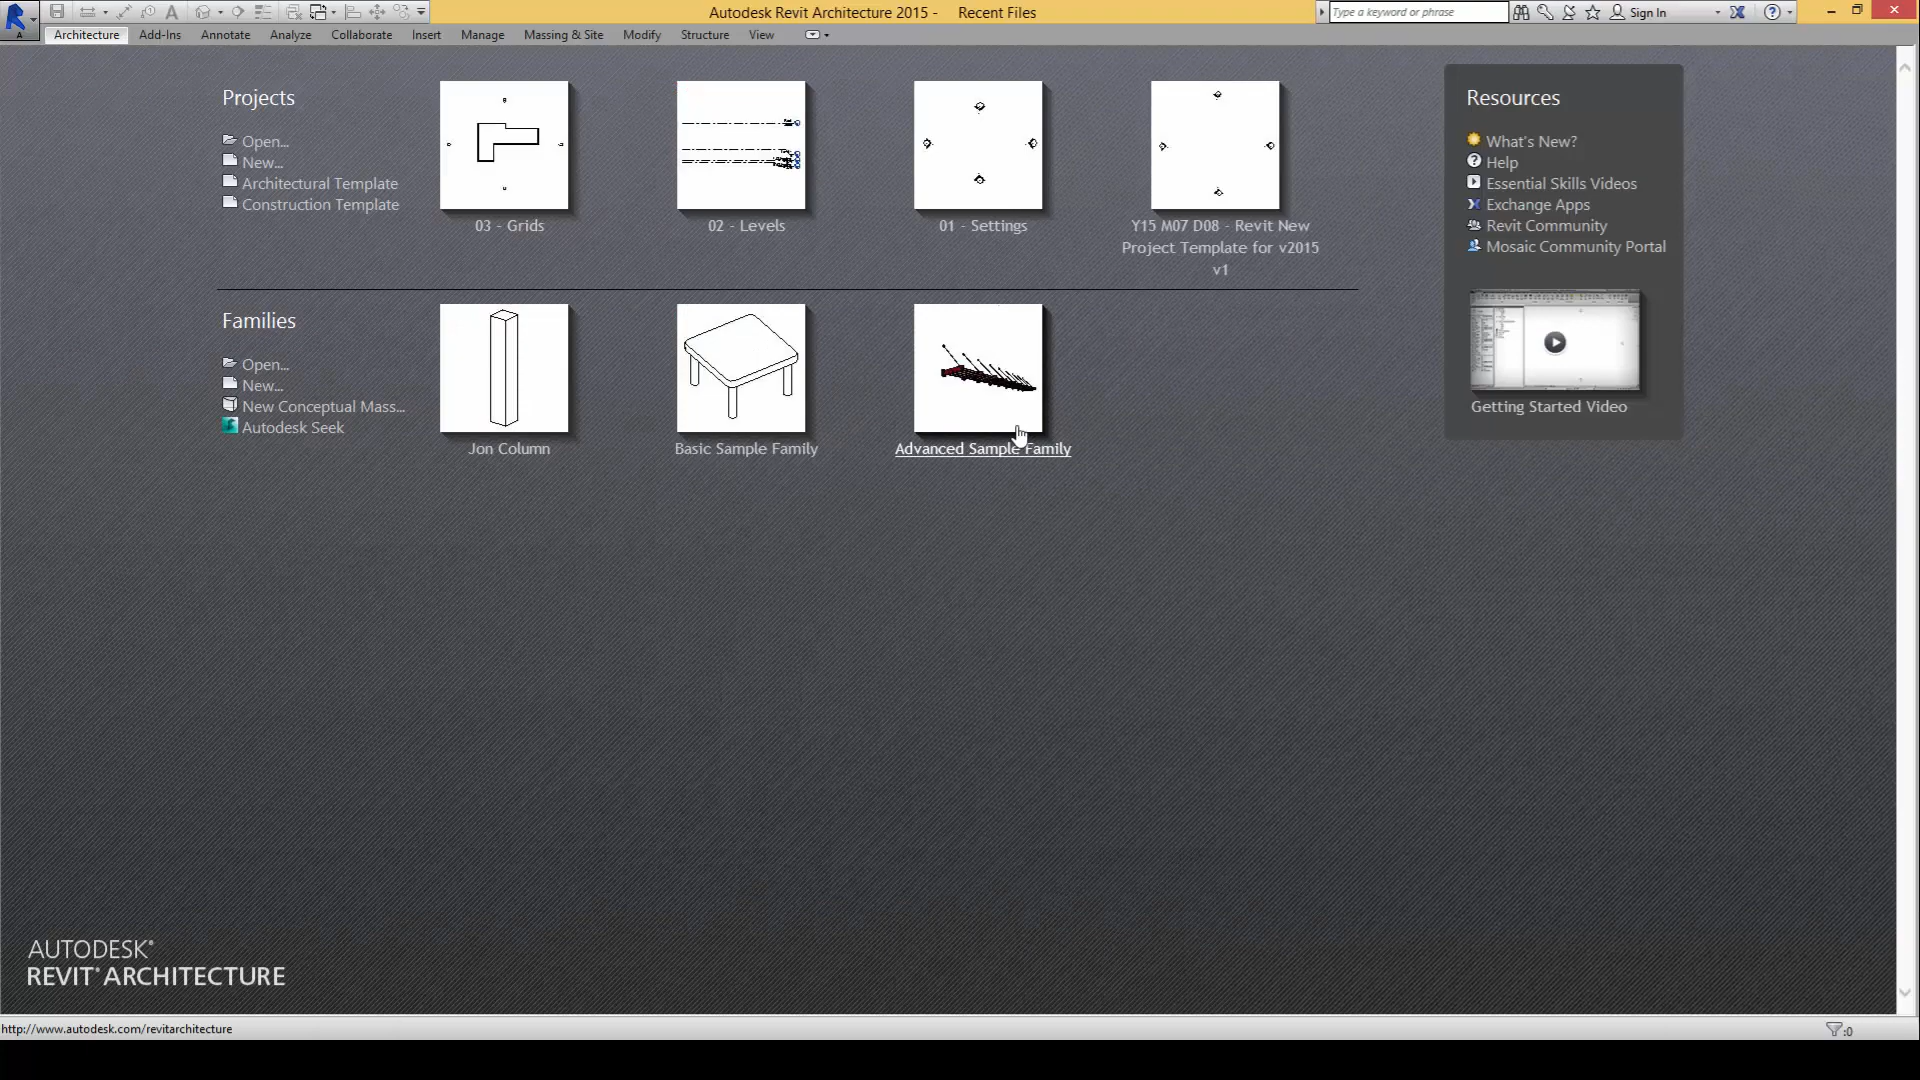 Autodesk Revit Architecture 2015 - Recent Files
Type a keyword or phrase
Sign In
A
Architecture Add-Ins Annotate Analyze Collaborate Insert Manage Massing & Site Modify Structure View
Projects
Open...
New...
Architectural Template
Construction Template
03 - Grids
02 - Levels
01 - Settings
Y15 M07 D08 - Revit New
Project Template for v2015
v1
Families
Open...
New...
New Conceptual Mass...
Autodesk Seek
Jon Column
Basic Sample Family
Advanced Sample Family
Resources
What's New?
Help
Essential Skills Videos
Exchange Apps
Revit Community
Mosaic Community Portal
Getting Started Video
AUTODESK®
REVIT® ARCHITECTURE
http://www.autodesk.com/revitarchitecture
:0